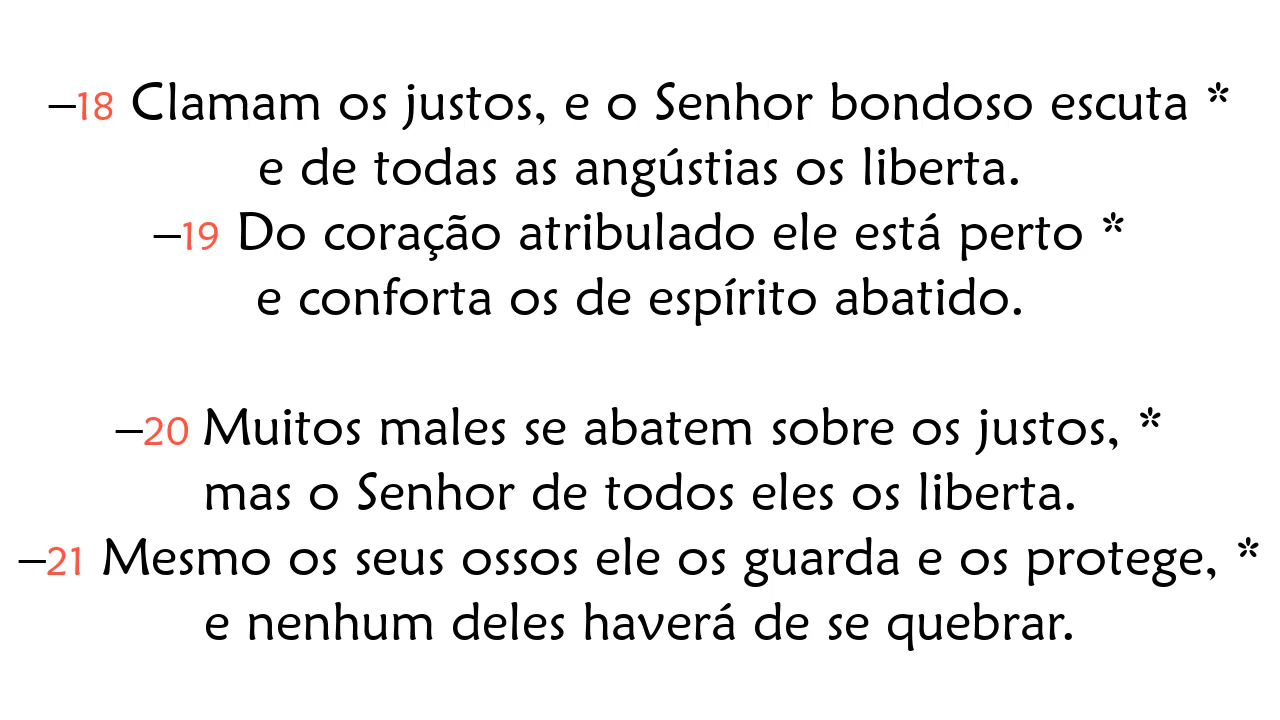 –18 Clamam os justos, e o Senhor bondoso escuta *
e de todas as angústias os liberta.
–19 Do coração atribulado ele está perto *
e conforta os de espírito abatido.
–20 Muitos males se abatem sobre os justos, *
mas o Senhor de todos eles os liberta.
–21 Mesmo os seus ossos ele os guarda e os protege, *
e nenhum deles haverá de se quebrar.